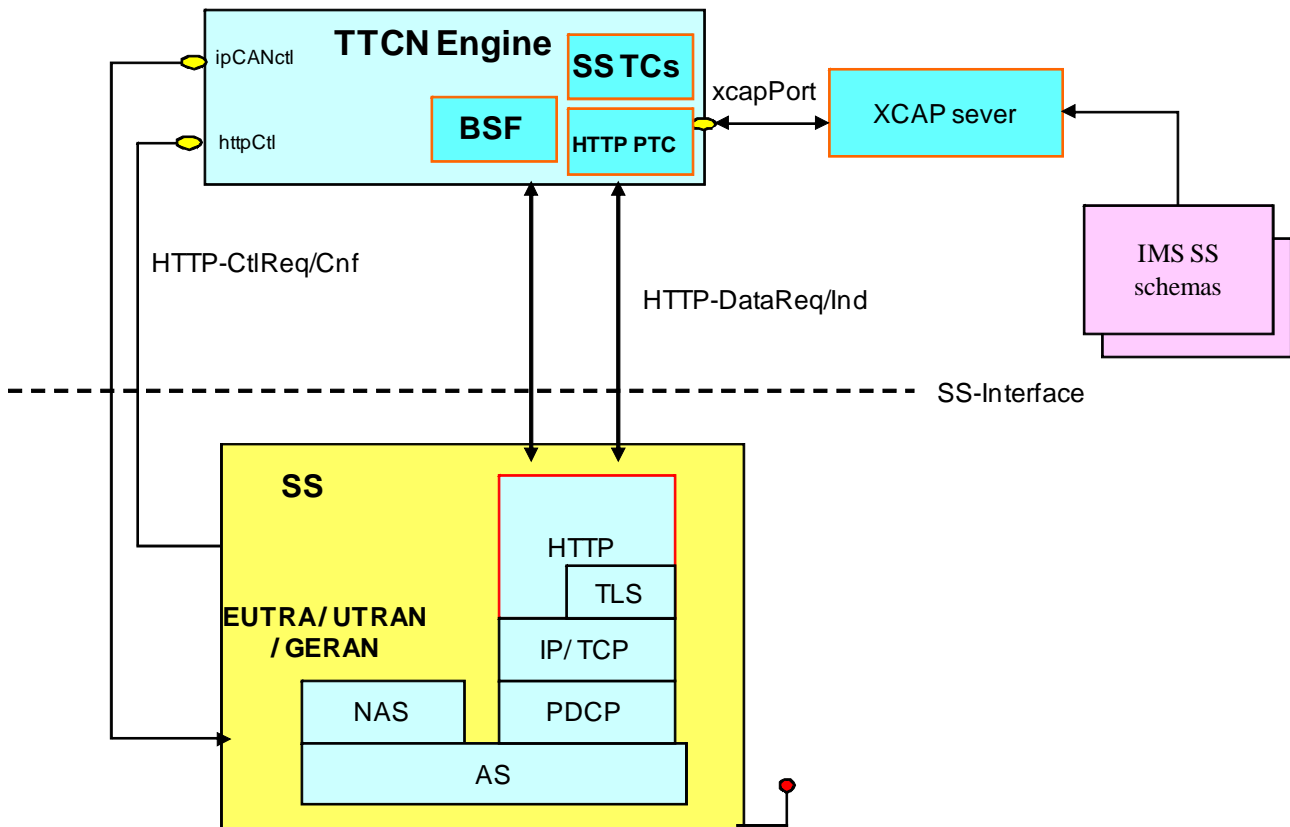 TTCN Engine
ipCANctl
SS TCs
xcapPort
XCAP sever
BSF
httpCtl
HTTP PTC
IMS SS
schemas
HTTP-CtlReq/Cnf
HTTP-DataReq/Ind
SS-Interface
SS
HTTP
TLS
EUTRA/ UTRAN
/ GERAN
IP/ TCP
NAS
PDCP
AS